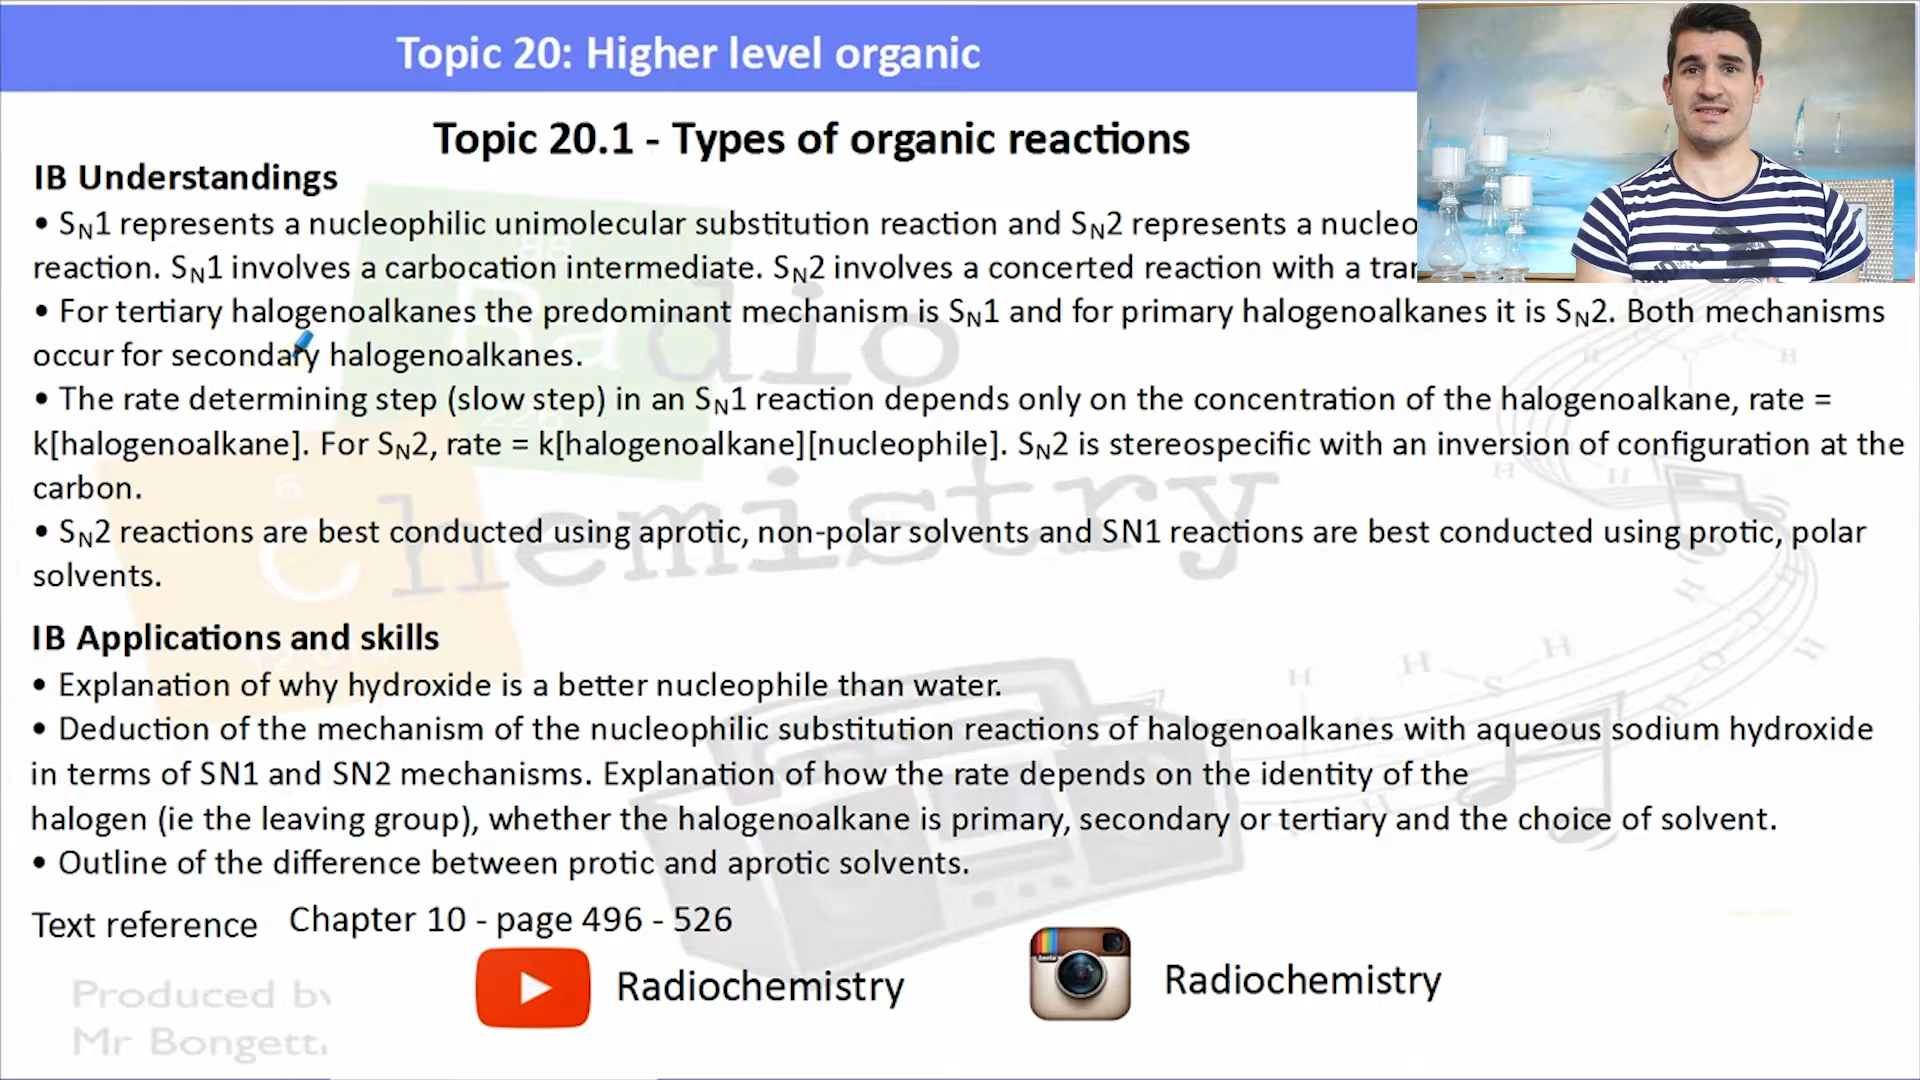 Topic 20: Higher level organic
Topic 20.1 - Types of organic reactions
IB Understandings
• SN1 represents a nucleophilic unimolecular substitution reaction and SN2 represents a nucleo
reaction. SN1 involves a carbocation intermediate. SN2 involves a concerted reaction with a tra
• For tertiary halogenoalkanes the predominant mechanism is SN1 and for primary halogenoalkanes it is SN2. Both mechanisms
occur for secondary halogenoalkanes.
• The rate determining step (slow step) in an SN1 reaction depends only on the concentration of the halogenoalkane, rate =
k[halogenoalkane]. For SN2, rate = k[halogenoalkane][nucleophile]. SN2 is stereospecific with an inversion of configuration at the
carbon.
• SN2 reactions are best conducted using aprotic, non-polar solvents and SN1 reactions are best conducted using protic, polar
solvents.
IB Applications and skills
• Explanation of why hydroxide is a better nucleophile than water.
• Deduction of the mechanism of the nucleophilic substitution reactions of halogenoalkanes with aqueous sodium hydroxide
in terms of SN1 and SN2 mechanisms. Explanation of how the rate depends on the identity of the
halogen (ie the leaving group), whether the halogenoalkane is primary, secondary or tertiary and the choice of solvent.
• Outline of the difference between protic and aprotic solvents.
Text reference Chapter 10 - page 496 - 526
Radiochemistry
Radiochemistry
Radio
Chemistry
Produced by
Mr Bongetti